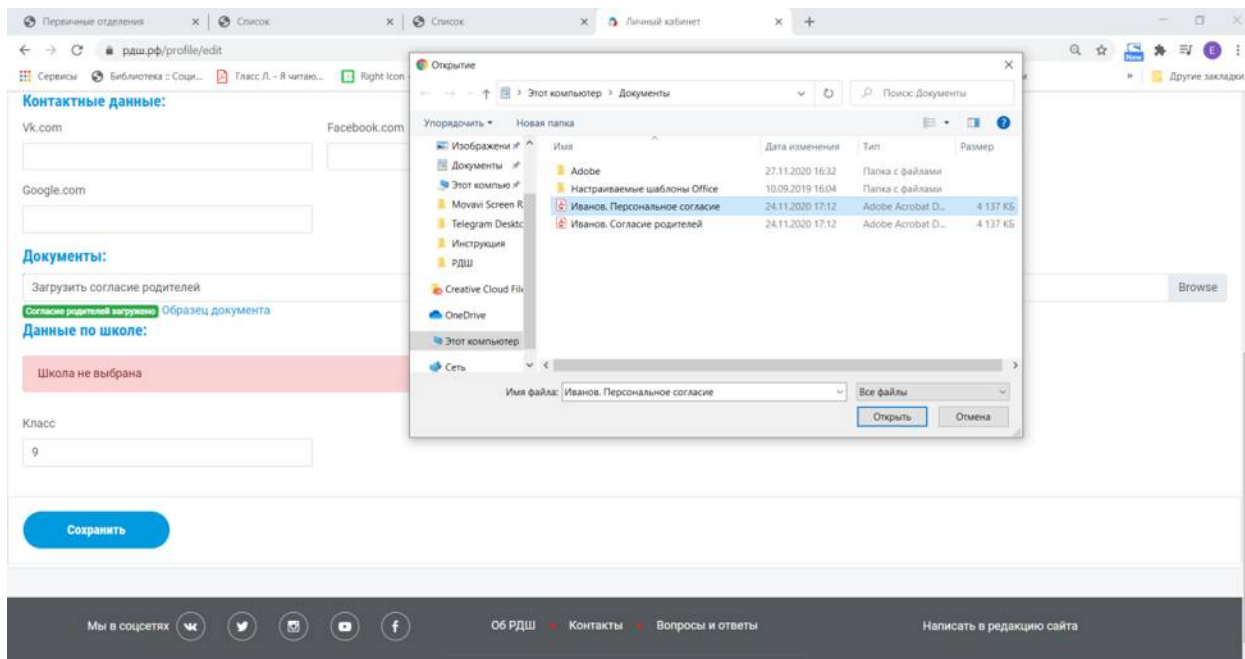 Первичные отделения
Список
Список
Личный кабинет
рдш.рф/profile/edit
New
E
Сервисы
Библиотека :: Соци...
Гласс Л. - Я читаю...
Right Icon
»
Другие закладки
Контактные данные:
Vk.com
Facebook.com
Google.com
Документы:
Загрузить согласие родителей
Browse
Согласие родителей загружено Образец документа
Данные по школе:
Школа не выбрана
Класс
9
Сохранить
Открытие
Этот компьютер > Документы
Поиск: Документы
Упорядочить
Новая папка
Изображени
Документы
Этот компью
Movavi Screen R
Telegram Deskto
Инструкция
РДШ
Creative Cloud File
OneDrive
Этот компьютер
Сеть
Имя Дата изменения Тип Размер
Adobe 27.11.2020 16:32 Папка с файлами
Настраиваемые шаблоны Office 10.09.2019 16:04 Папка с файлами
Иванов. Персональное согласие 24.11.2020 17:12 Adobe Acrobat D... 4 137 КБ
Иванов. Согласие родителей 24.11.2020 17:12 Adobe Acrobat D... 4 137 КБ
Имя файла: Иванов. Персональное согласие
Все файлы
Открыть
Отмена
Мы в соцсетях
Об РДШ
Контакты
Вопросы и ответы
Написать в редакцию сайта